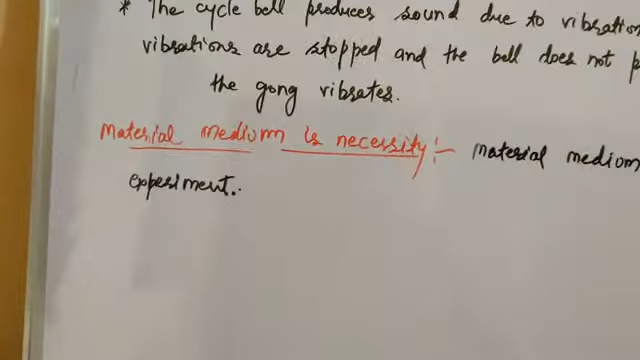 * The cycle bell produces sound due to vibration
vibrations are stopped and the bell does not p
the gong vibrates.
Material medium is necessity:- Material medium
experiment..